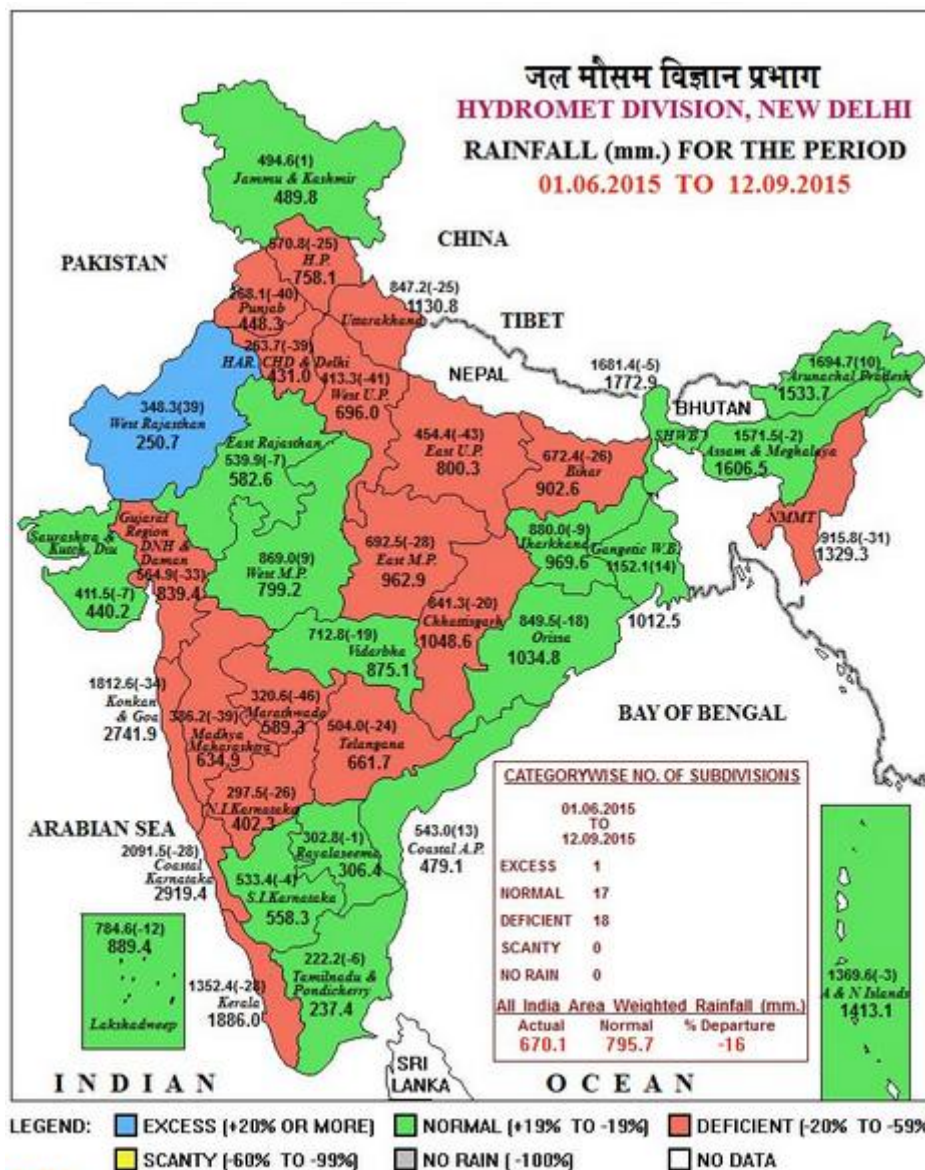 जल मौसम विज्ञान प्रभाग
HYDROMET DIVISION, NEW DELHI
RAINFALL (mm.) FOR THE PERIOD
01.06.2015 TO 12.09.2015
494.6(1)
Jammu & Kashmir
489.8
CHINA
PAKISTAN
570.8(-25)
H.P.
758.1
847.2(-25)
1130.8
Uttarakhand
TIBET
268.1(-40)
Punjab
448.3
263.7(-39)
HAR. CHD & Delhi
431.0
413.3(-41)
West U.P.
696.0
NEPAL
1681.4(-5)
1772.9
1694.7(10)
Arunachal Pradesh
1533.7
BHUTAN
348.3(39)
West Rajasthan
250.7
East Rajasthan
539.9(-7)
582.6
454.4(-43)
East U.P.
800.3
672.4(-26)
Bihar
902.6
SHWB
1571.5(-2)
Assam & Meghalaya
1606.5
NMMT
915.8(-31)
1329.3
Saurashtra &
Kutch, Diu
411.5(-7)
440.2
Gujarat
Region
DNH &
Daman
564.9(-33)
839.4
869.0(9)
West M.P.
799.2
692.5(-28)
East M.P.
962.9
880.0(-9)
Jharkhand
969.6
Gangetic W.B.
1152.1(14)
1012.5
841.3(-20)
Chhattisgarh
1048.6
849.5(-18)
Orissa
1034.8
712.8(-19)
Vidarbha
875.1
1812.6(-34)
Konkan
& Goa
2741.9
386.2(-39)
Madhya
Maharashtra
634.9
320.6(-46)
Marathwada
589.3
504.0(-24)
Telangana
661.7
BAY OF BENGAL
297.5(-26)
N.I.Karnataka
402.3
ARABIAN SEA
2091.5(-28)
Coastal
Karnataka
2919.4
302.8(-1)
Rayalaseema
306.4
543.0(13)
Coastal A.P.
479.1
533.4(-4)
S.I.Karnataka
558.3
784.6(-12)
889.4
Lakshadweep
1352.4(-28)
Kerala
1886.0
222.2(-6)
Tamilnadu &
Pondicherry
237.4
CATEGORYWISE NO. OF SUBDIVISIONS
01.06.2015
TO
12.09.2015
EXCESS 1
NORMAL 17
DEFICIENT 18
SCANTY 0
NO RAIN 0
All India Area Weighted Rainfall (mm.)
Actual Normal % Departure
670.1 795.7 -16
1369.6(-3)
A & N Islands
1413.1
SRI
LANKA
INDIAN OCEAN
LEGEND: EXCESS (+20% OR MORE) NORMAL (+19% TO -19%) DEFICIENT (-20% TO -59%
SCANTY (-60% TO -99%) NO RAIN (-100%) NO DATA